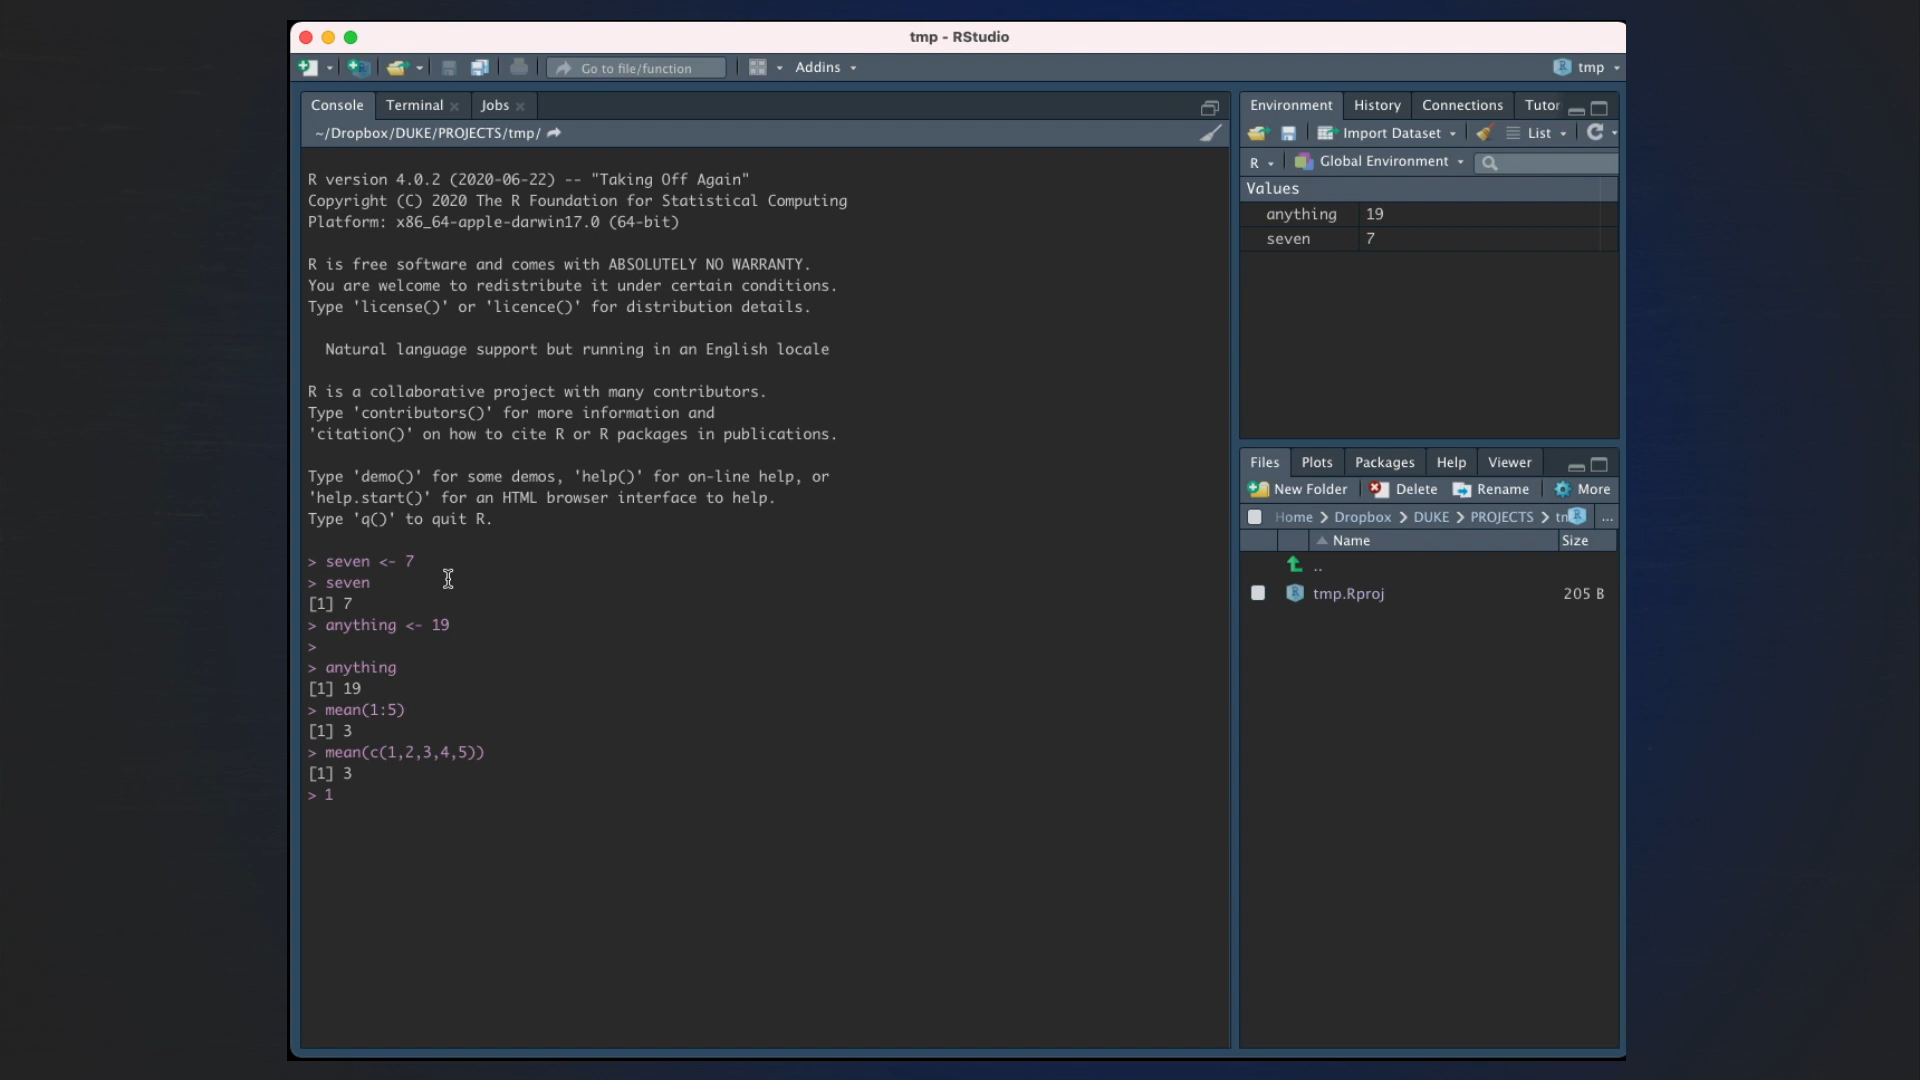 tmp - RStudio
Go to file/function
Addins
tmp
Console
Terminal
Jobs
~/Dropbox/DUKE/PROJECTS/tmp/
R version 4.0.2 (2020-06-22) -- "Taking Off Again"
Copyright (C) 2020 The R Foundation for Statistical Computing
Platform: x86_64-apple-darwin17.0 (64-bit)
R is free software and comes with ABSOLUTELY NO WARRANTY.
You are welcome to redistribute it under certain conditions.
Type 'license()' or 'licence()' for distribution details.
Natural language support but running in an English locale
R is a collaborative project with many contributors.
Type 'contributors()' for more information and
'citation()' on how to cite R or R packages in publications.
Type 'demo()' for some demos, 'help()' for on-line help, or
'help.start()' for an HTML browser interface to help.
Type 'q()' to quit R.
> seven <- 7
> seven
[1] 7
> anything <- 19
>
> anything
[1] 19
> mean(1:5)
[1] 3
> mean(c(1,2,3,4,5))
[1] 3
> 1
Environment
History
Connections
Tutor
Import Dataset
List
R
Global Environment
Values
anything 19
seven 7
Files
Plots
Packages
Help
Viewer
New Folder
Delete
Rename
More
Home > Dropbox > DUKE > PROJECTS > tn
...
Name
Size
..
tmp.Rproj
205 B